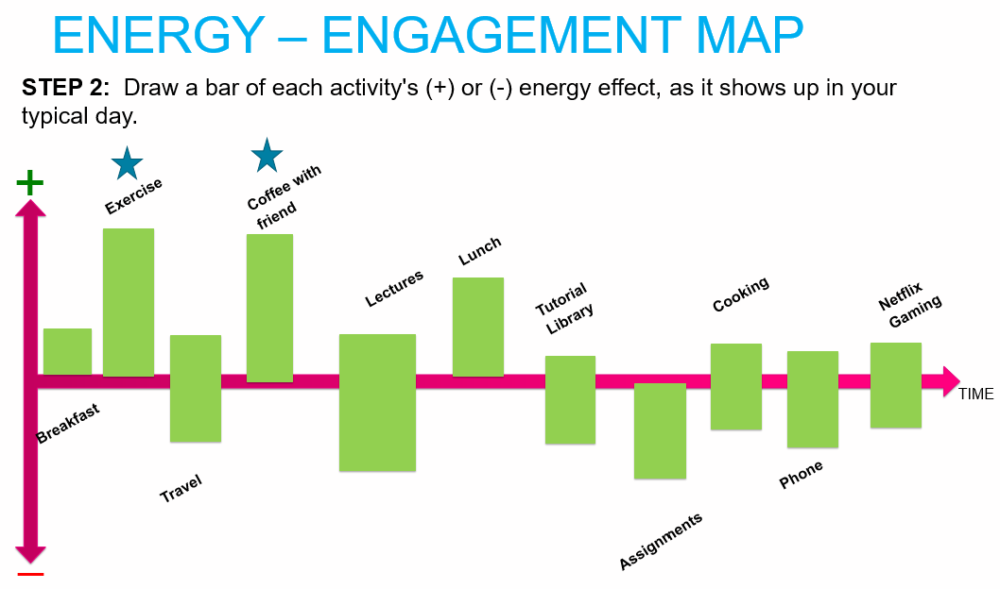 ENERGY – ENGAGEMENT MAP
STEP 2:  Draw a bar of each activity's (+) or (-) energy effect, as it shows up in your
typical day.
+
Exercise
Coffee with
friend
Lectures
Lunch
Tutorial
Library
Cooking
Netflix
Gaming
TIME
Breakfast
Travel
Phone
Assignments
—